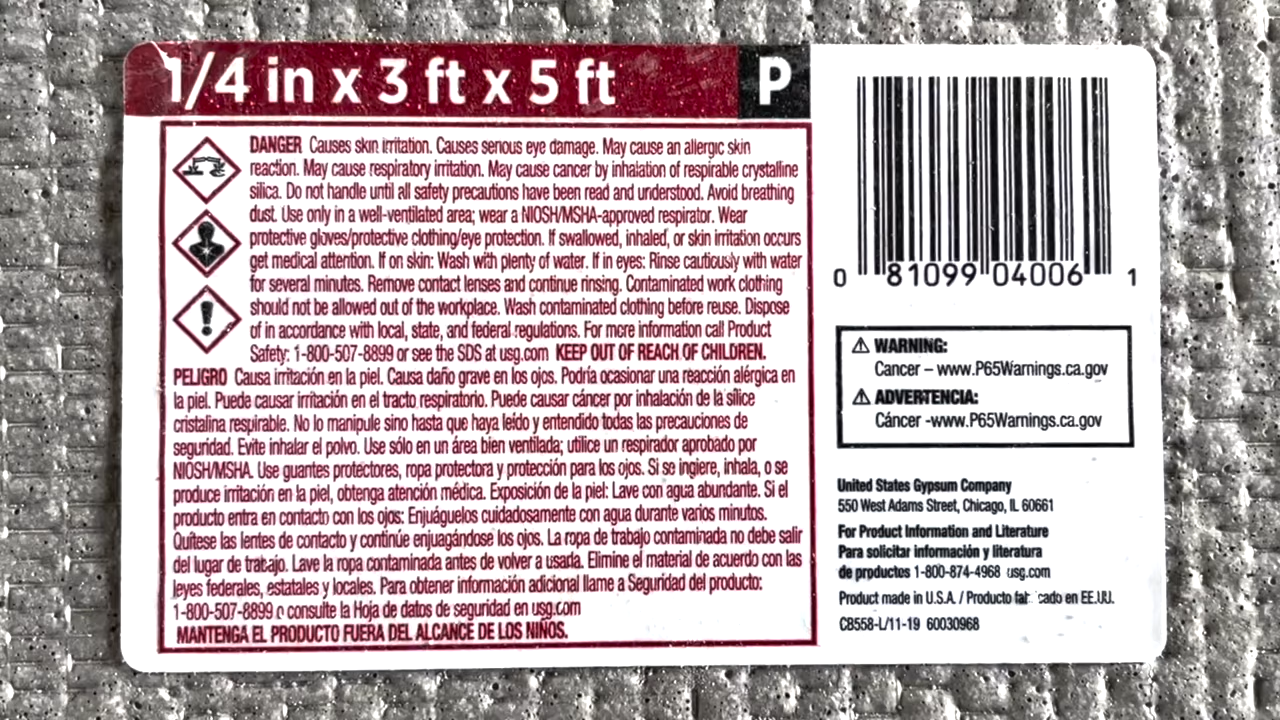 1/4 in x 3 ft x 5 ft P
DANGER Causes skin irritation. Causes serious eye damage. May cause an allergic skin
reaction. May cause respiratory irritation. May cause cancer by inhalation of respirable crystalline
silica. Do not handle until all safety precautions have been read and understood. Avoid breathing
dust. Use only in a well-ventilated area; wear a NIOSH/MSHA-approved respirator. Wear
protective gloves/protective clothing/eye protection. If swallowed, inhaled, or skin irritation occurs
get medical attention. If on skin: Wash with plenty of water. If in eyes: Rinse cautiously with water
for several minutes. Remove contact lenses and continue rinsing. Contaminated work clothing
should not be allowed out of the workplace. Wash contaminated clothing before reuse. Dispose
of in accordance with local, state, and federal regulations. For more information call Product
Safety: 1-800-507-8899 or see the SDS at usg.com KEEP OUT OF REACH OF CHILDREN.
PELIGRO Causa irritación en la piel. Causa daño grave en los ojos. Podría ocasionar una reacción alérgica en
la piel. Puede causar irritación en el tracto respiratorio. Puede causar cáncer por inhalación de la sílice
cristalina respirable. No lo manipule sino hasta que haya leído y entendido todas las precauciones de
seguridad. Evite inhalar el polvo. Use sólo en un área bien ventilada; utilice un respirador aprobado por
NIOSH/MSHA. Use guantes protectores, ropa protectora y protección para los ojos. Si se ingiere, inhala, o se
produce irritación en la piel, obtenga atención médica. Exposición de la piel: Lave con agua abundante. Si el
producto entra en contacto con los ojos: Enjuáguelos cuidadosamente con agua durante varios minutos.
Quítese las lentes de contacto y continúe enjuagándose los ojos. La ropa de trabajo contaminada no debe salir
del lugar de trabajo. Lave la ropa contaminada antes de volver a usada. Elimine el material de acuerdo con las
leyes federales, estatales y locales. Para obtener información adicional llame a Seguridad del producto:
1-800-507-8899 o consulte la Hoja de datos de seguridad en usg.com
MANTENGA EL PRODUCTO FUERA DEL ALCANCE DE LOS NIÑOS.
0 81099 04006 1
⚠ WARNING:
Cancer – www.P65Warnings.ca.gov
⚠ ADVERTENCIA:
Cáncer -www.P65Warnings.ca.gov
United States Gypsum Company
550 West Adams Street, Chicago, IL 60661
For Product Information and Literature
Para solicitar información y literatura
de productos 1-800-874-4968 usg.com
Product made in U.S.A. / Producto en EE.UU.
CB558-L/11-19 60030968